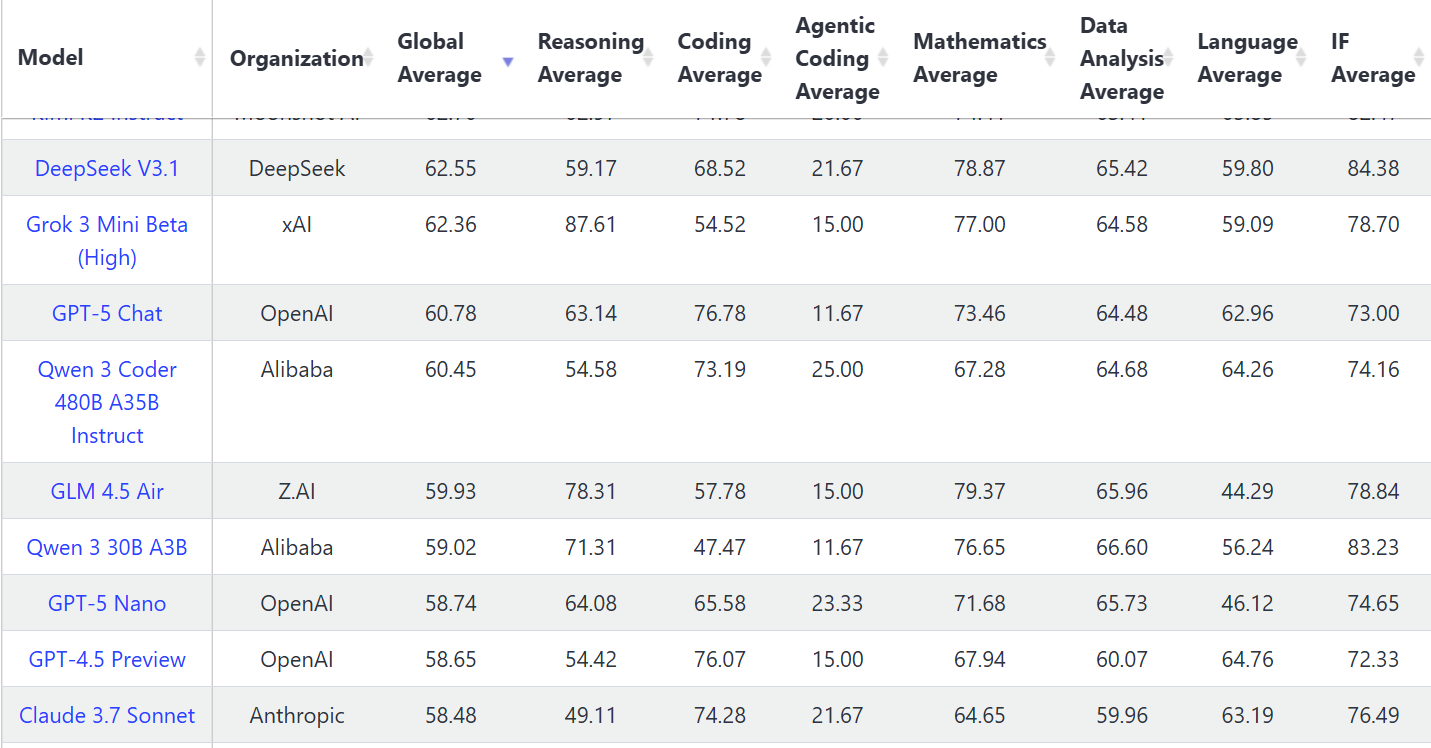 Model Organization Global Average Reasoning Average Coding Average Agentic Coding Average Mathematics Average Data Analysis Average Language Average IF Average
DeepSeek V3.1 DeepSeek 62.55 59.17 68.52 21.67 78.87 65.42 59.80 84.38
Grok 3 Mini Beta (High) xAI 62.36 87.61 54.52 15.00 77.00 64.58 59.09 78.70
GPT-5 Chat OpenAI 60.78 63.14 76.78 11.67 73.46 64.48 62.96 73.00
Qwen 3 Coder 480B A35B Instruct Alibaba 60.45 54.58 73.19 25.00 67.28 64.68 64.26 74.16
GLM 4.5 Air Z.AI 59.93 78.31 57.78 15.00 79.37 65.96 44.29 78.84
Qwen 3 30B A3B Alibaba 59.02 71.31 47.47 11.67 76.65 66.60 56.24 83.23
GPT-5 Nano OpenAI 58.74 64.08 65.58 23.33 71.68 65.73 46.12 74.65
GPT-4.5 Preview OpenAI 58.65 54.42 76.07 15.00 67.94 60.07 64.76 72.33
Claude 3.7 Sonnet Anthropic 58.48 49.11 74.28 21.67 64.65 59.96 63.19 76.49